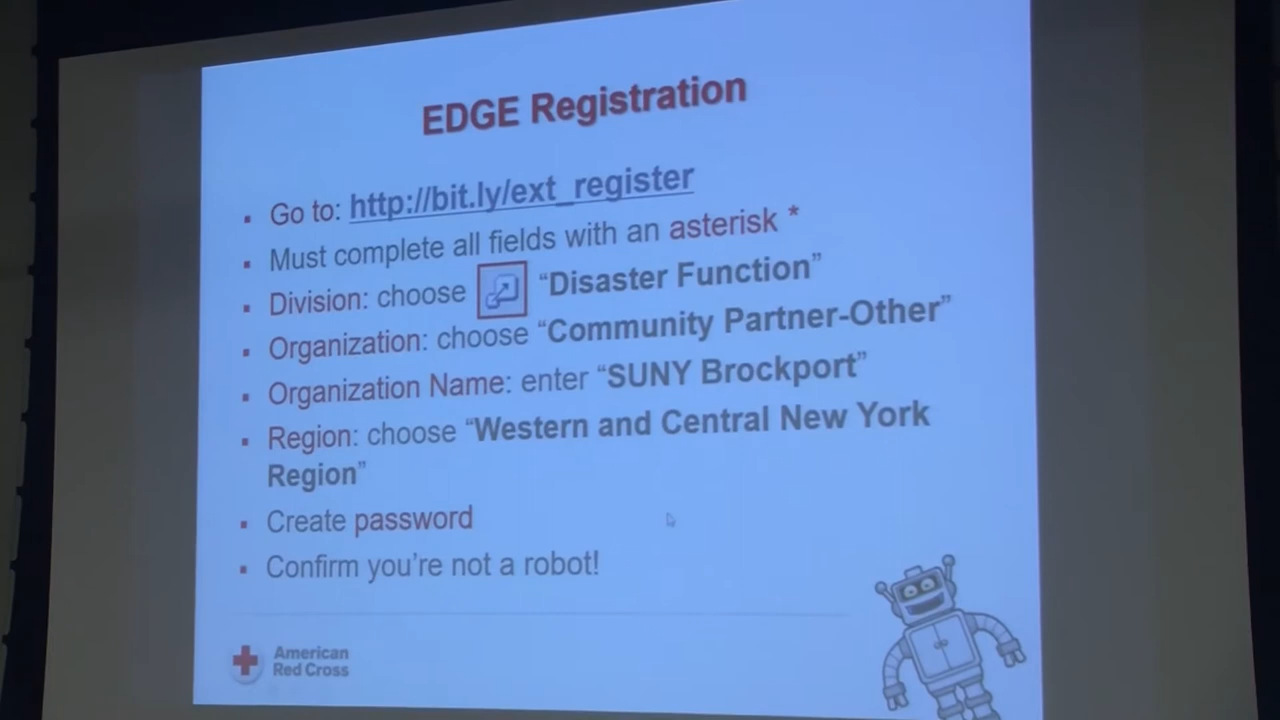 EDGE Registration
Go to: http://bit.ly/ext_register
Must complete all fields with an asterisk *
Division: choose “Disaster Function”
Organization: choose “Community Partner-Other”
Organization Name: enter “SUNY Brockport”
Region: choose “Western and Central New York
Region”
Create password
Confirm you’re not a robot!
American
Red Cross